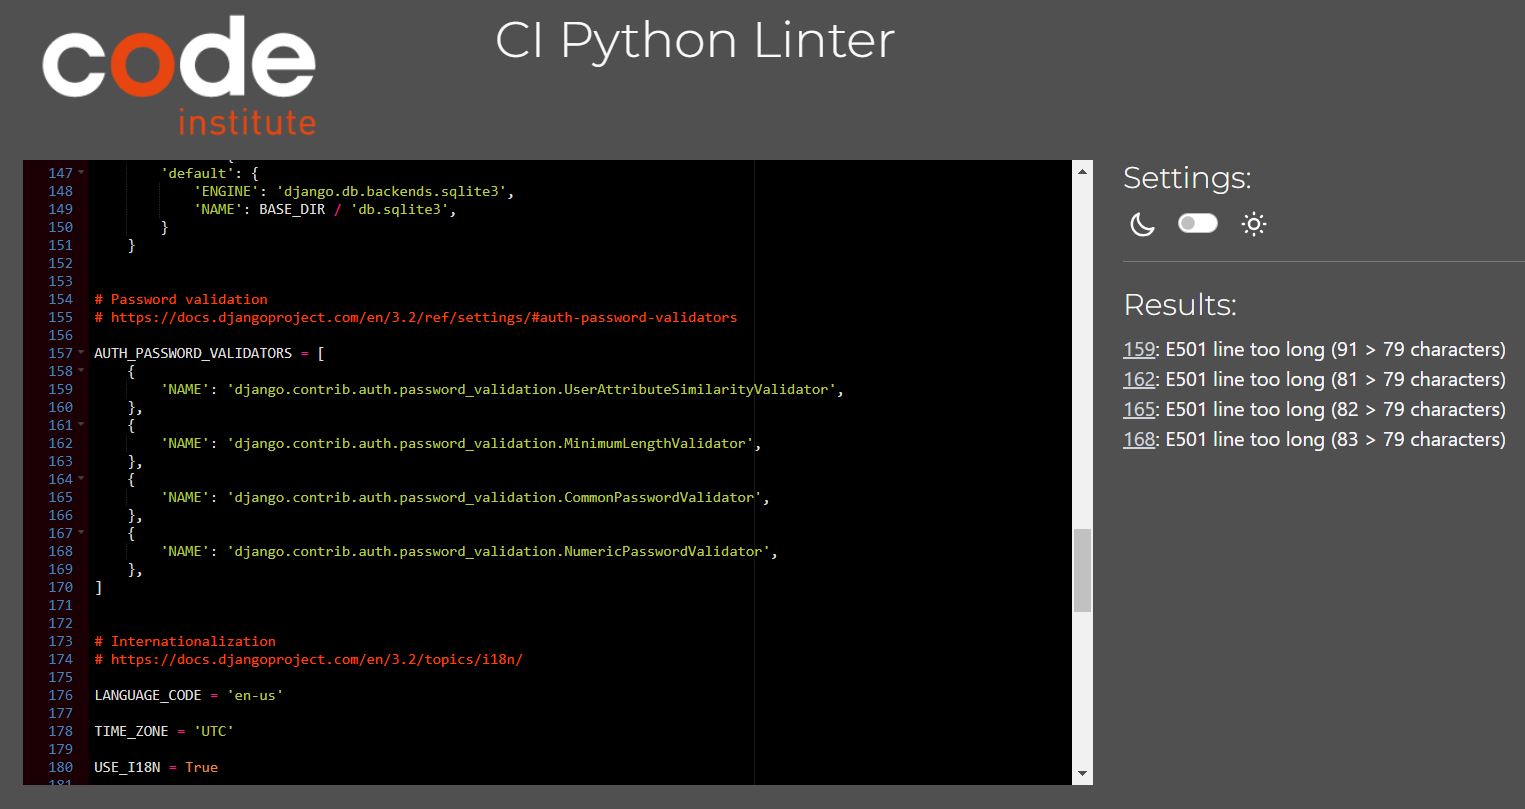 code
institute
CI Python Linter
147 'default': {
148 'ENGINE': 'django.db.backends.sqlite3',
149 'NAME': BASE_DIR / 'db.sqlite3',
150 }
151 }
152
153
154 # Password validation
155 # https://docs.djangoproject.com/en/3.2/ref/settings/#auth-password-validators
156
157 AUTH_PASSWORD_VALIDATORS = [
158 {
159 'NAME': 'django.contrib.auth.password_validation.UserAttributeSimilarityValidator',
160 },
161 {
162 'NAME': 'django.contrib.auth.password_validation.MinimumLengthValidator',
163 },
164 {
165 'NAME': 'django.contrib.auth.password_validation.CommonPasswordValidator',
166 },
167 {
168 'NAME': 'django.contrib.auth.password_validation.NumericPasswordValidator',
169 },
170 ]
171
172
173 # Internationalization
174 # https://docs.djangoproject.com/en/3.2/topics/i18n/
175
176 LANGUAGE_CODE = 'en-us'
177
178 TIME_ZONE = 'UTC'
179
180 USE_I18N = True
181
Settings:
Results:
159: E501 line too long (91 > 79 characters)
162: E501 line too long (81 > 79 characters)
165: E501 line too long (82 > 79 characters)
168: E501 line too long (83 > 79 characters)